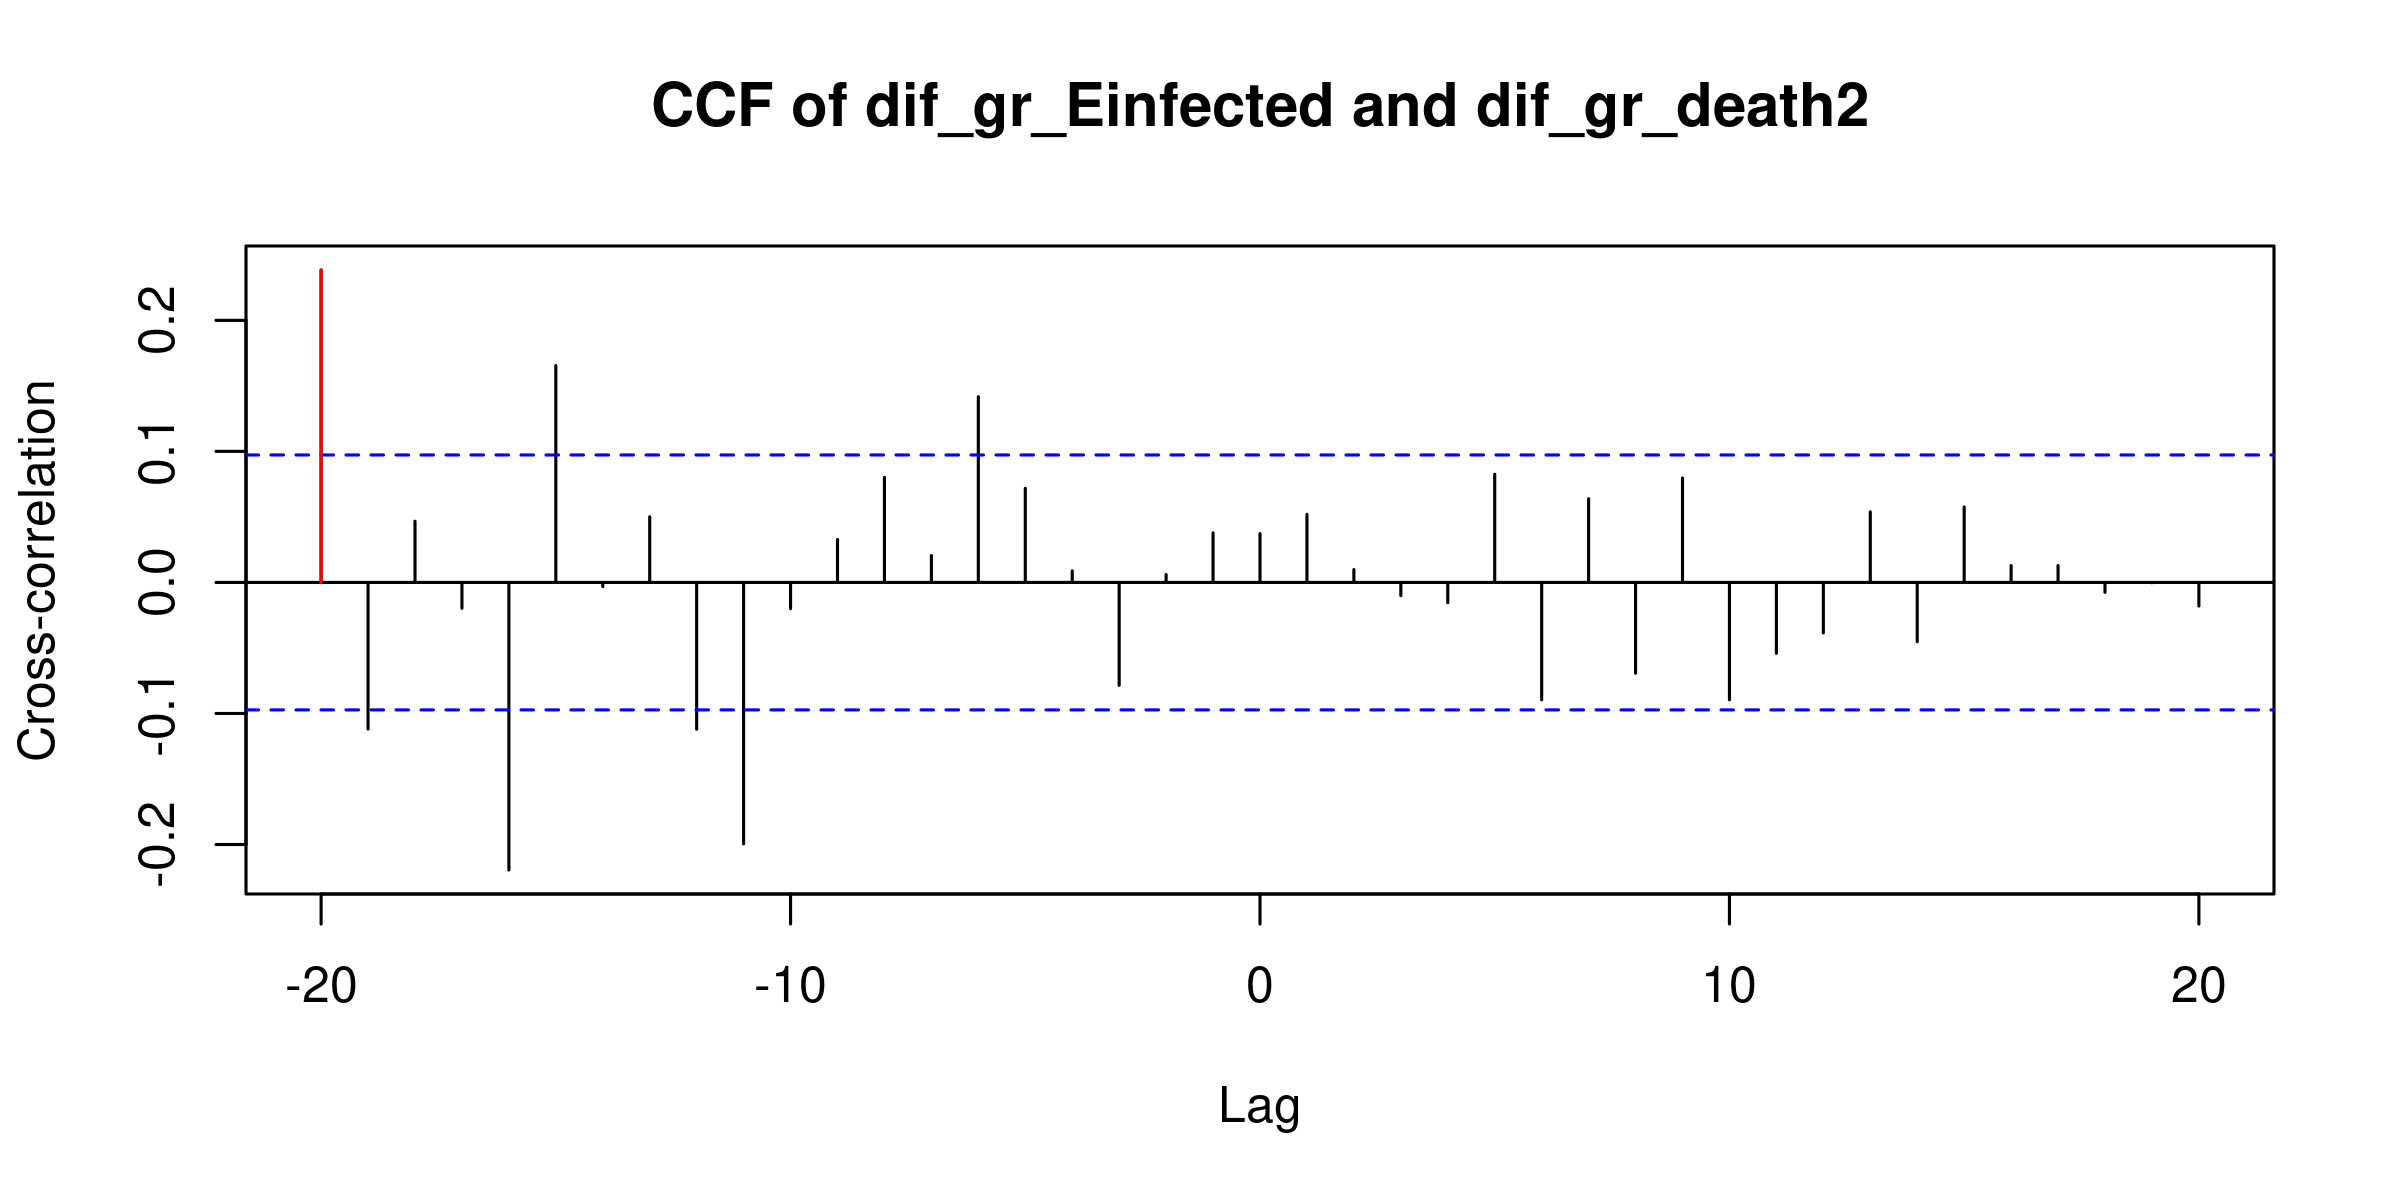 CCF of dif_gr_Einfected and dif_gr_death2
Cross-correlation
0.2
0.1
0.0
-0.1
-0.2
-20 -10 0 10 20
Lag